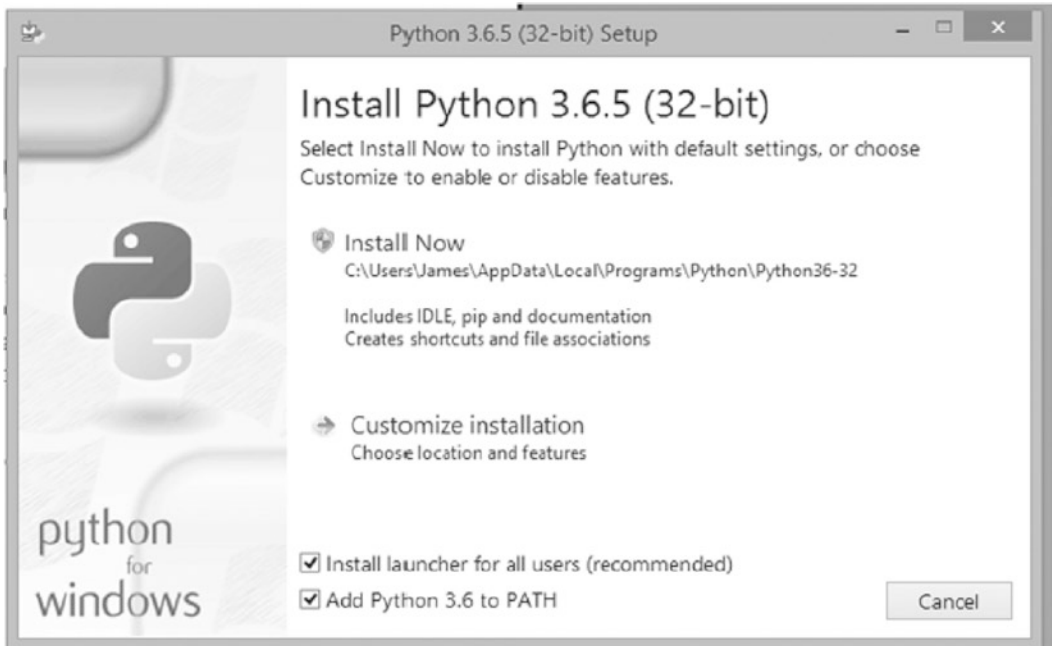 Python 3.6.5 (32-bit) Setup
Install Python 3.6.5 (32-bit)
Select Install Now to install Python with default settings, or choose
Customize to enable or disable features.
Install Now
C:\Users\James\AppData\Local\Programs\Python\Python36-32
Includes IDLE, pip and documentation
Creates shortcuts and file associations
Customize installation
Choose location and features
python
for
windows
Install launcher for all users (recommended)
Add Python 3.6 to PATH
Cancel